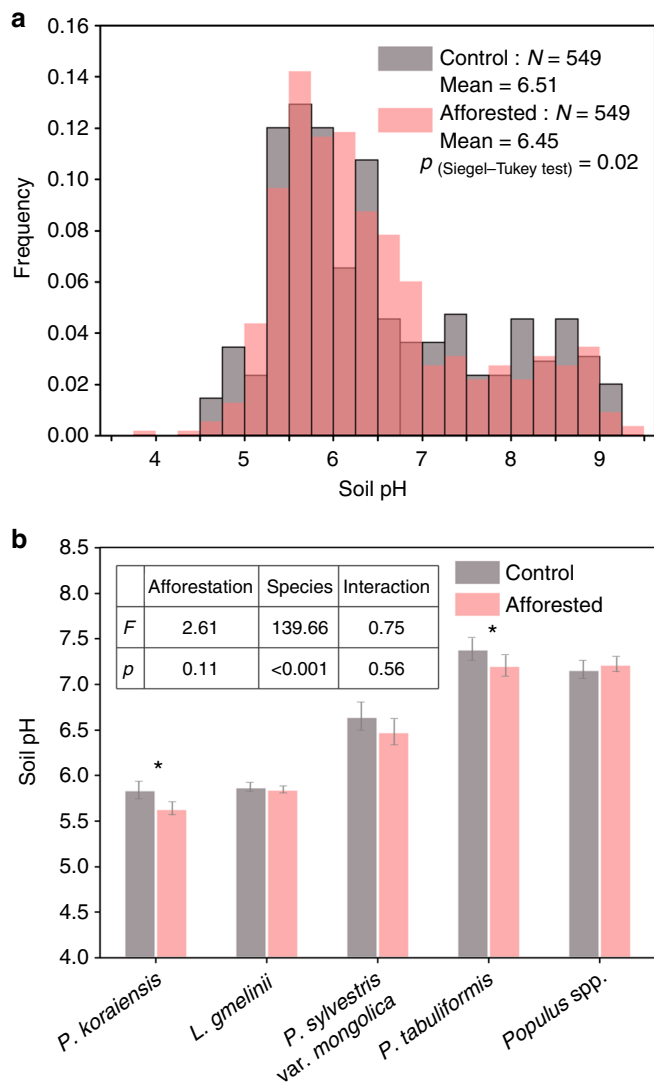 a
0.16
0.14
0.12
0.10
0.08
0.06
0.04
0.02
0.00
Frequency
Control : N = 549
Mean = 6.51
Afforested : N = 549
Mean = 6.45
p (Siegel–Tukey test) = 0.02
4 5 6 7 8 9
Soil pH
b
8.5
8.0
7.5
7.0
6.5
6.0
5.5
5.0
4.5
4.0
Soil pH
Afforestation Species Interaction
F 2.61 139.66 0.75
p 0.11 <0.001 0.56
Control
Afforested
*
*
P. koraiensis
L. gmelinii
P. sylvestris
var. mongolica
P. tabuliformis
Populus spp.